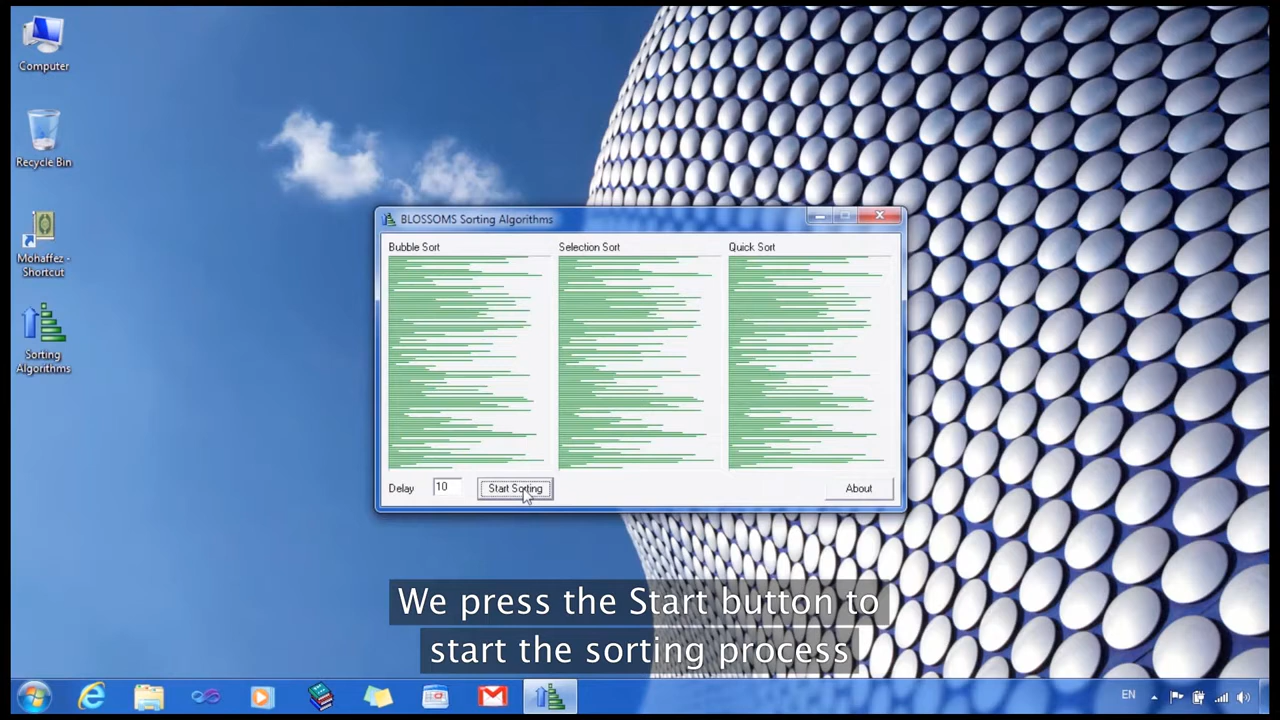 Computer
Recycle Bin
Mohaffez -
Shortcut
Sorting
Algorithms
BLOSSOMS Sorting Algorithms
Bubble Sort
Selection Sort
Quick Sort
Delay
10
Start Sorting
About
We press the Start button to
start the sorting process
EN